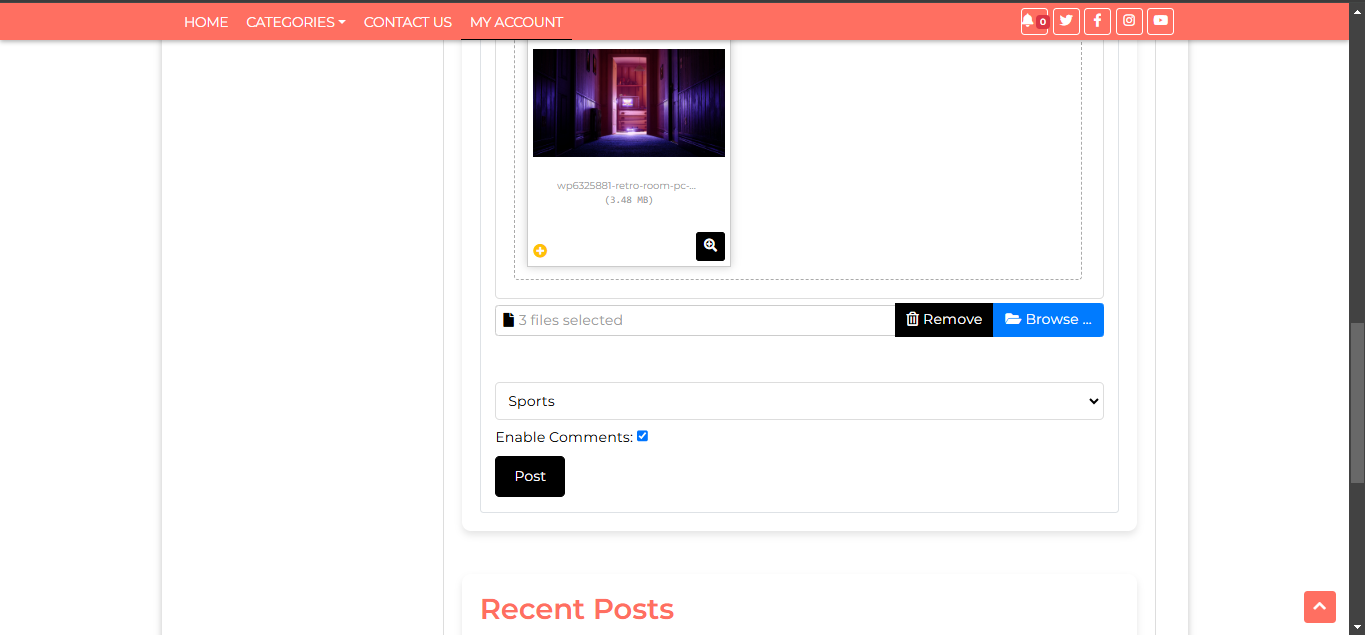 HOME CATEGORIES CONTACT US MY ACCOUNT 0
wp6325881-retro-room-pc-...
(3.48 MB)
3 files selected Remove Browse ...
Sports
Enable Comments:
Post
Recent Posts